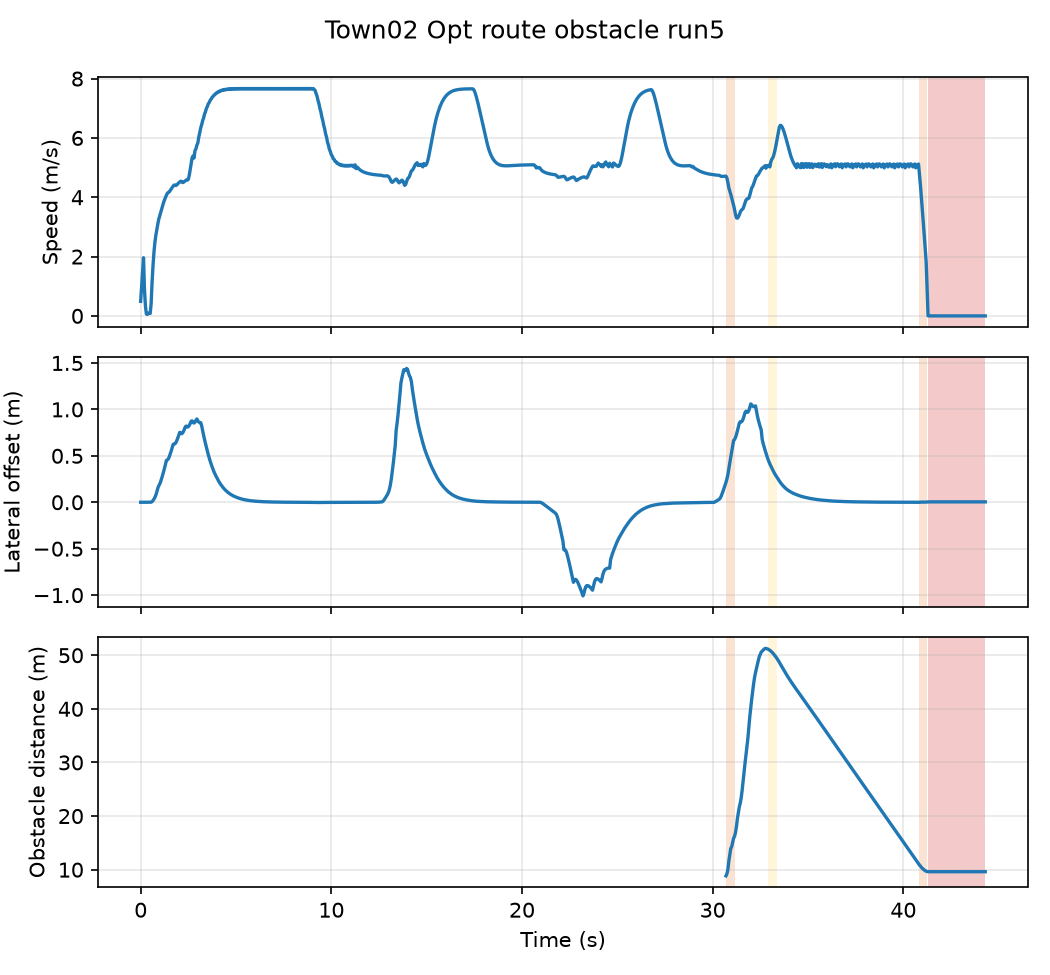 Town02 Opt route obstacle run5
8
6
4
2
0
Speed (m/s)
1.5
1.0
0.5
0.0
−0.5
−1.0
Lateral offset (m)
50
40
30
20
10
Obstacle distance (m)
0 10 20 30 40
Time (s)